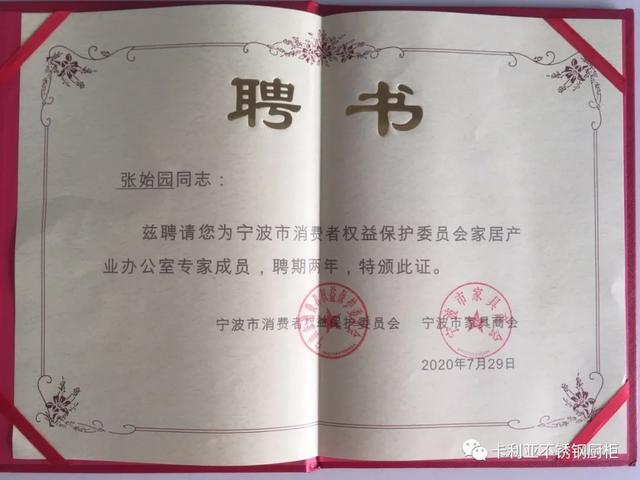 聘书
张始园同志：
兹聘请您为宁波市消费者权益保护委员会家居产
业办公室专家成员，聘期两年，特颁此证。
宁波市消费者权益保护委员会 宁波市家具商会
2020年7月29日
卡利亚不锈钢厨柜